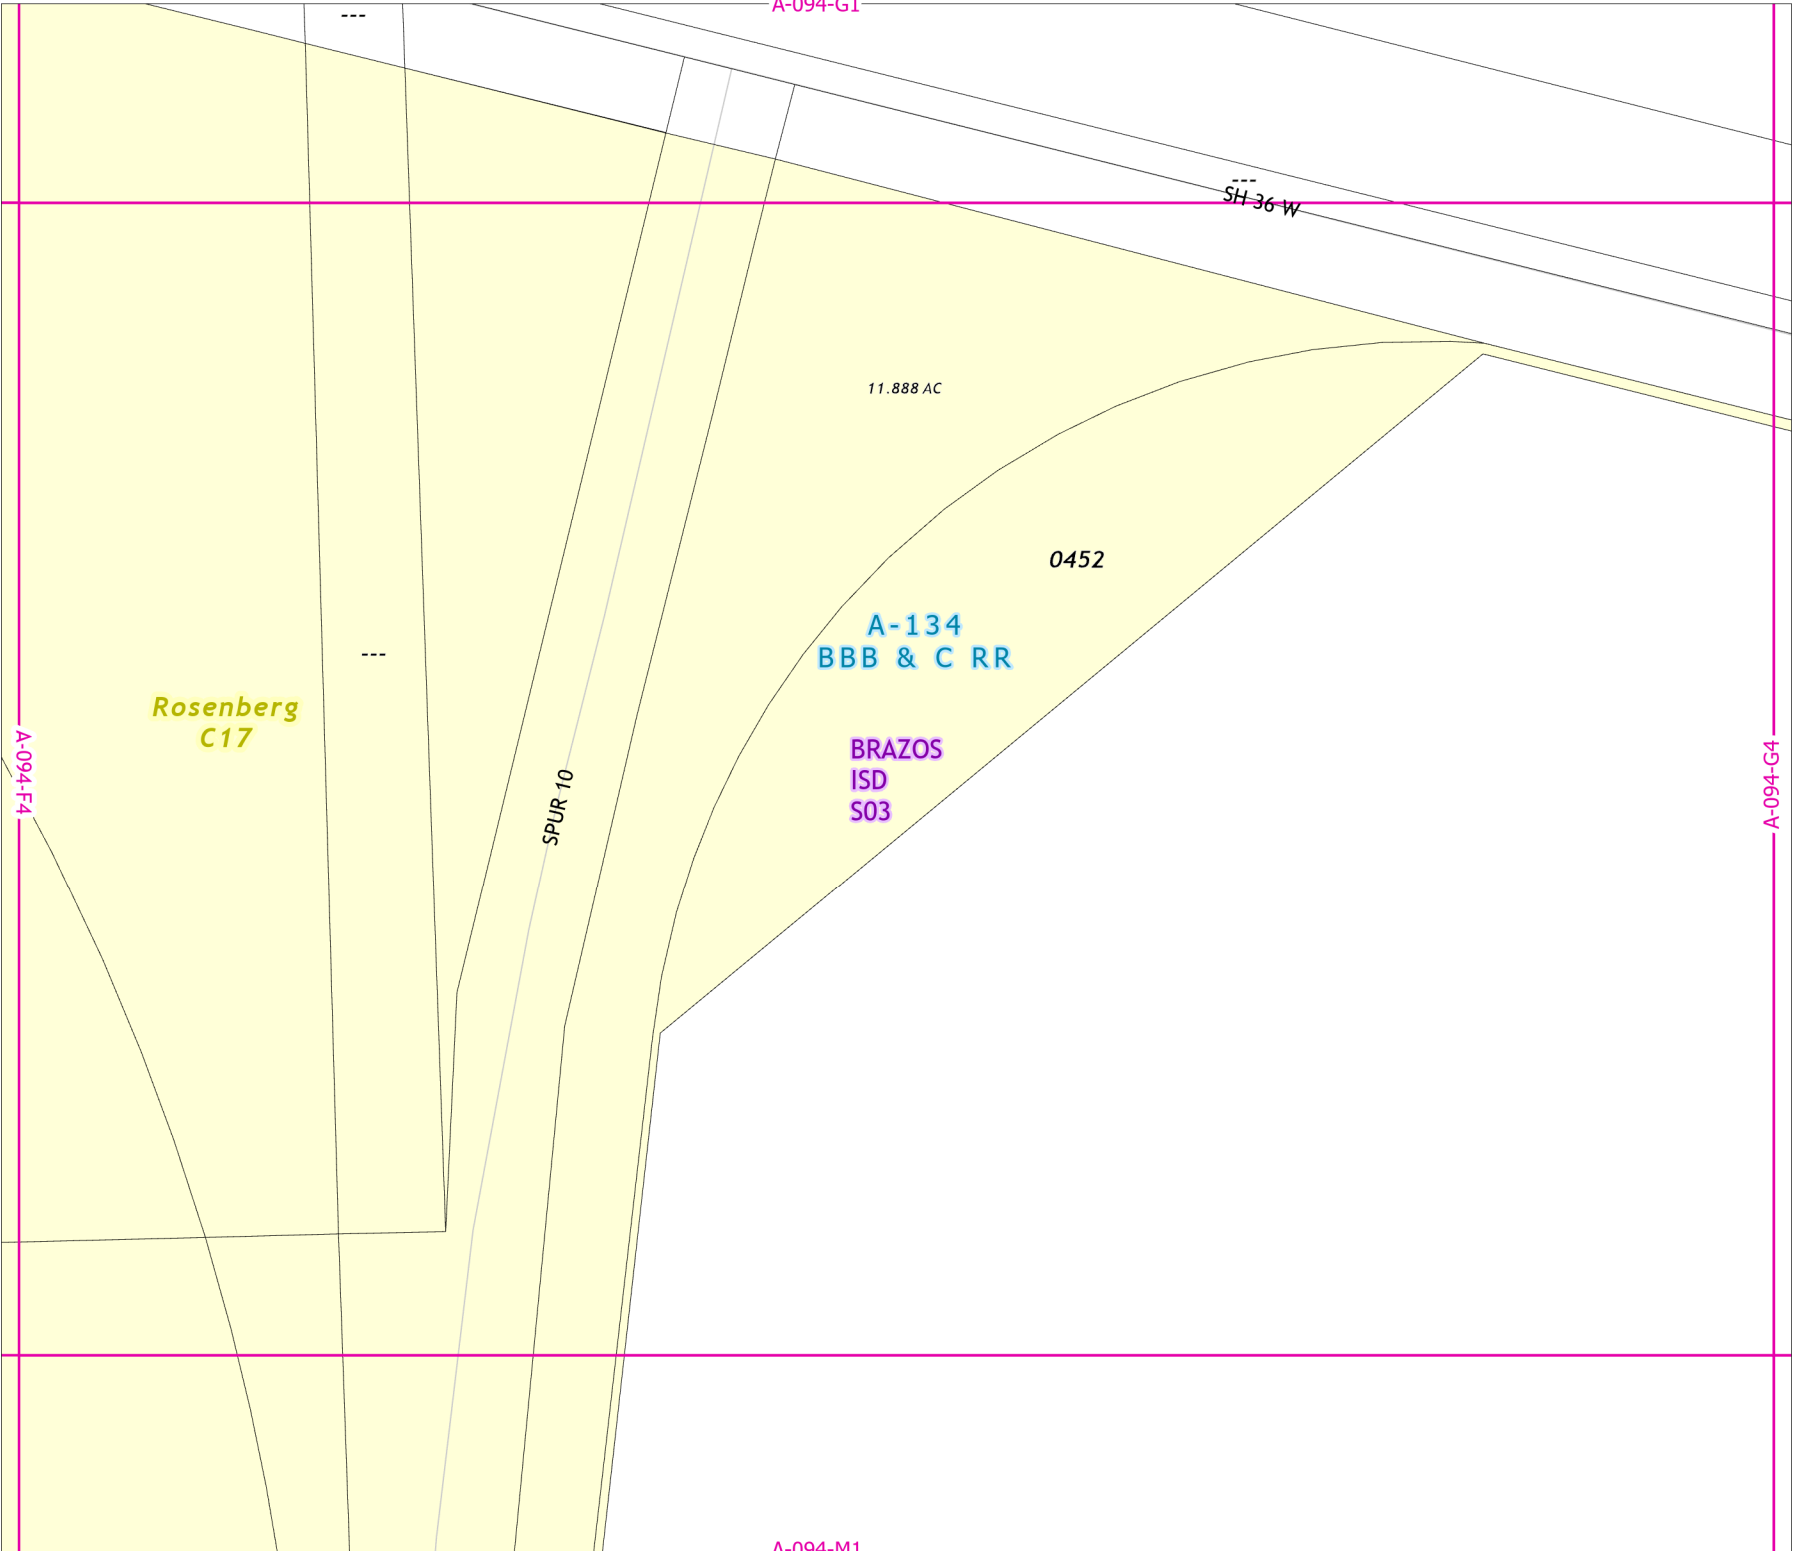 A-094-G1
---
---
SH 36 W
11.888 AC
0452
A-134
BBB & C RR
---
Rosenberg
C17
BRAZOS
ISD
S03
SPUR 10
A-094-F4
A-094-G4
A-094-M1